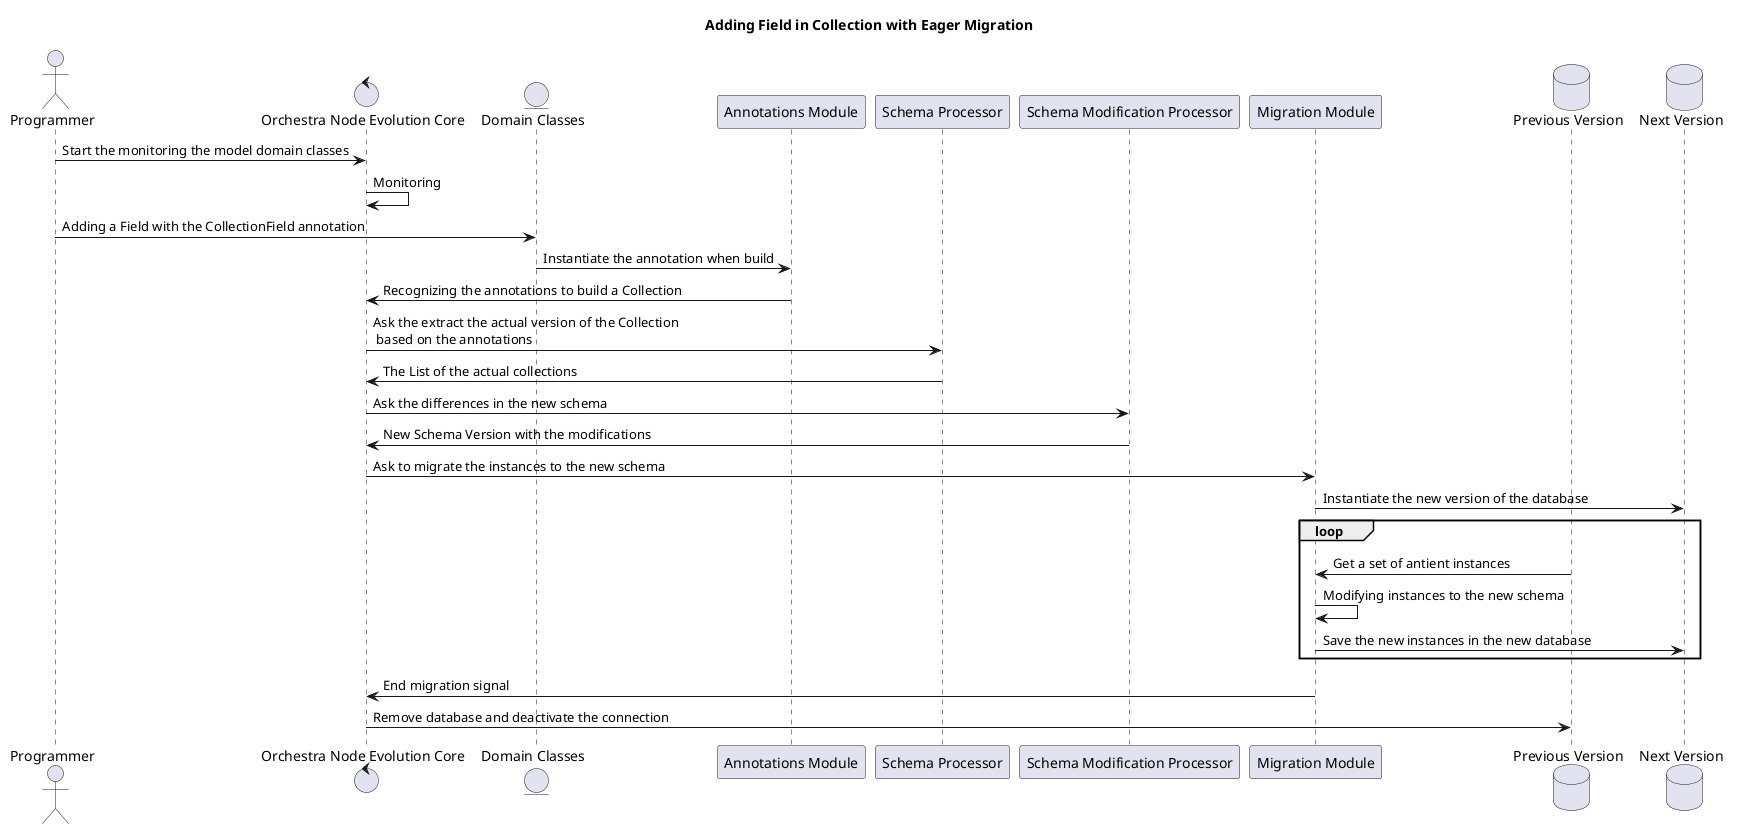 Adding Field in Collection with Eager Migration
Programmer
Orchestra Node Evolution Core
Domain Classes
Annotations Module
Schema Processor
Schema Modification Processor
Migration Module
Previous Version
Next Version
Start the monitoring the model domain classes
Monitoring
Adding a Field with the CollectionField annotation
Instantiate the annotation when build
Recognizing the annotations to build a Collection
Ask the extract the actual version of the Collection
based on the annotations
The List of the actual collections
Ask the differences in the new schema
New Schema Version with the modifications
Ask to migrate the instances to the new schema
Instantiate the new version of the database
loop
Get a set of antient instances
Modifying instances to the new schema
Save the new instances in the new database
End migration signal
Remove database and deactivate the connection
Programmer
Orchestra Node Evolution Core
Domain Classes
Annotations Module
Schema Processor
Schema Modification Processor
Migration Module
Previous Version
Next Version